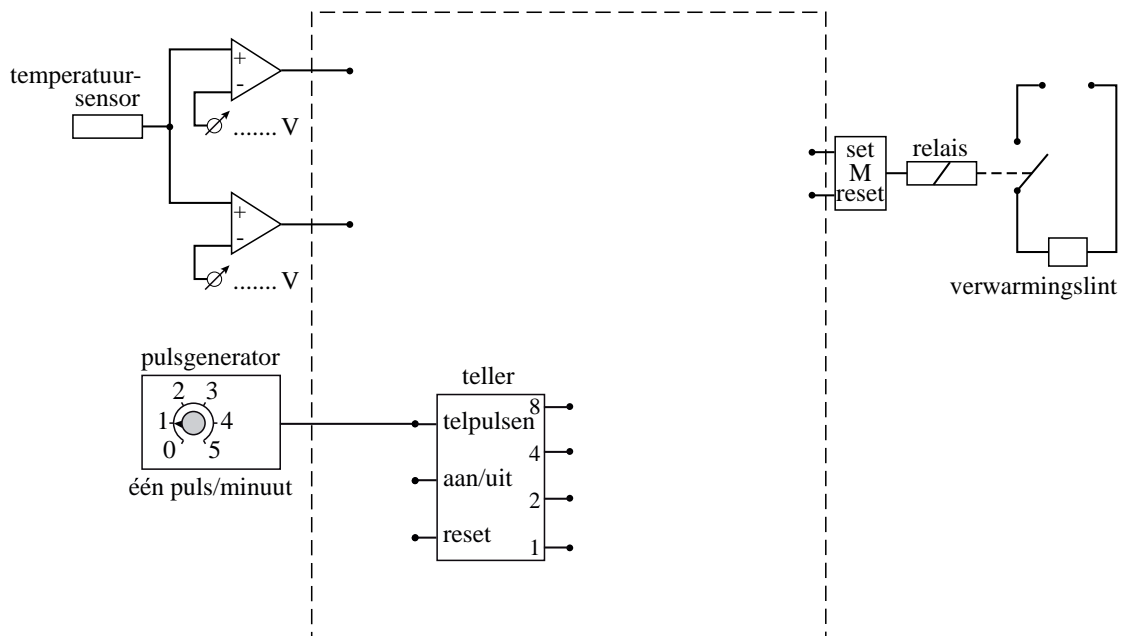 temperatuur-
sensor
+
-
....... V
+
-
....... V
set
M
reset
relais
verwarmingslint
pulsgenerator
2 3
1 4
0 5
één puls/minuut
teller
telpulsen
aan/uit
reset
8
4
2
1